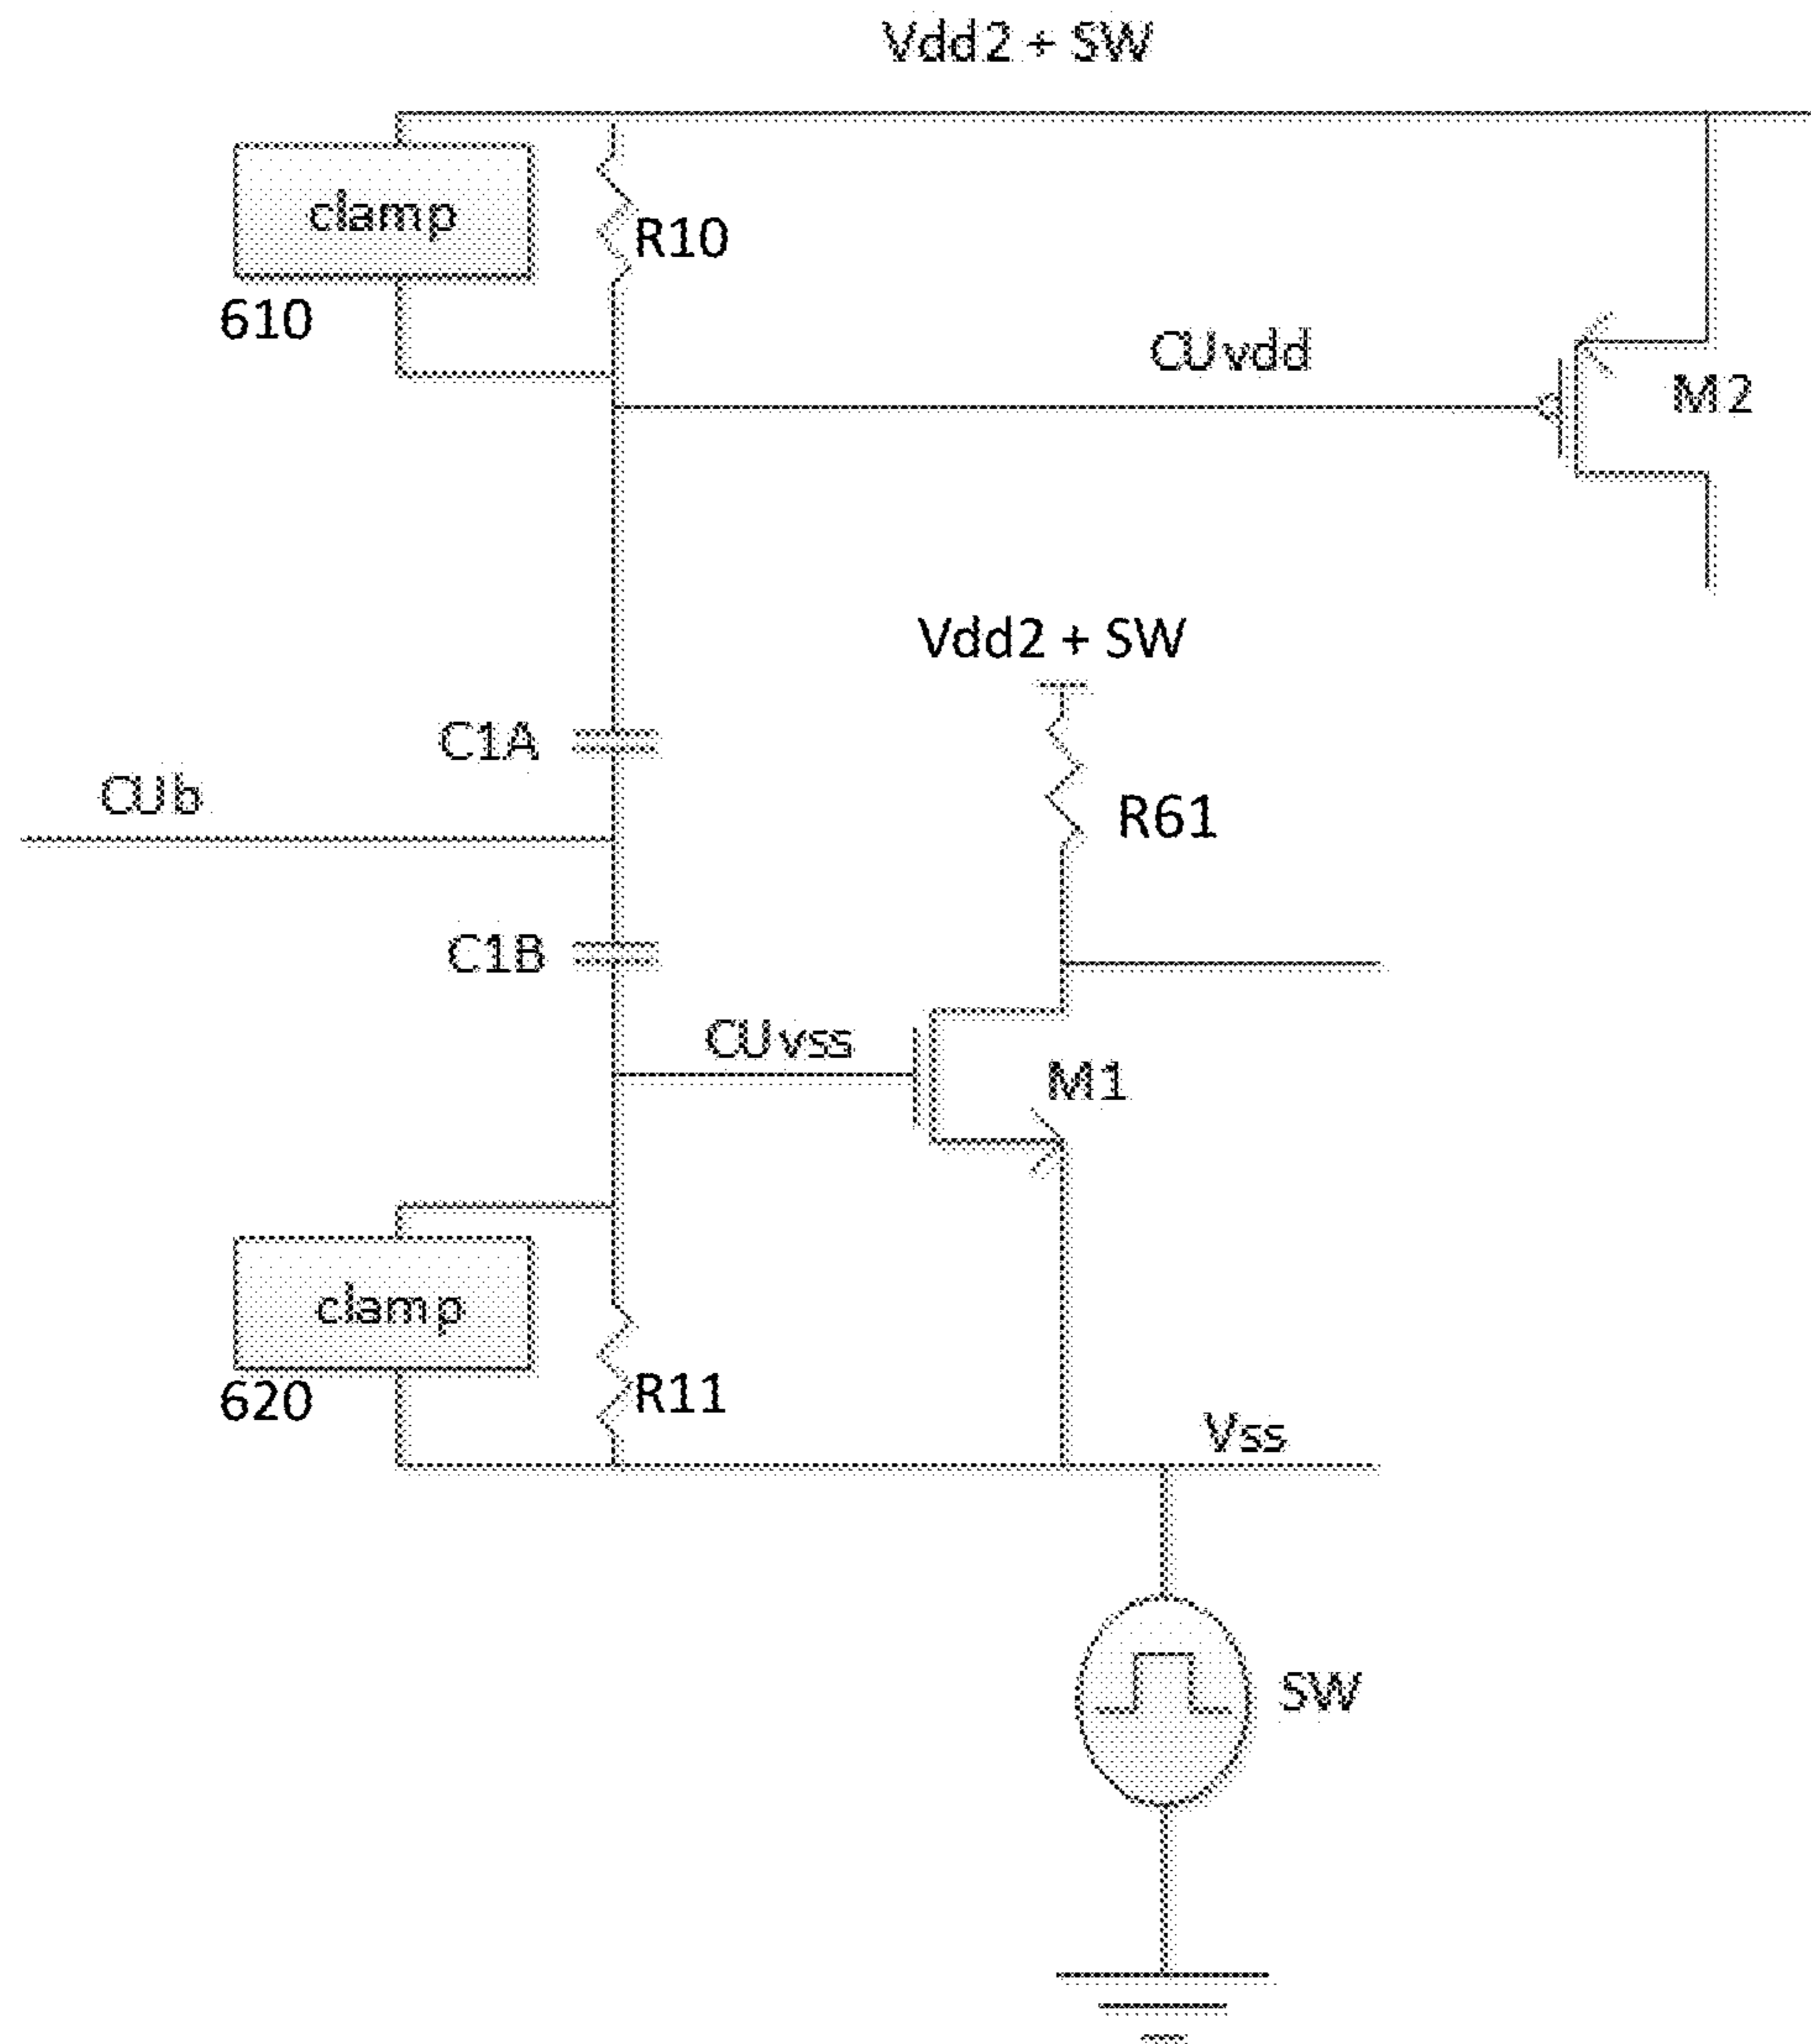 Vdd2 + SW
clamp
R10
610
CUvdd
M2
Vdd2 + SW
C1A
CUb
R61
C1B
CUvss
M1
clamp
R11
620
Vss
SW